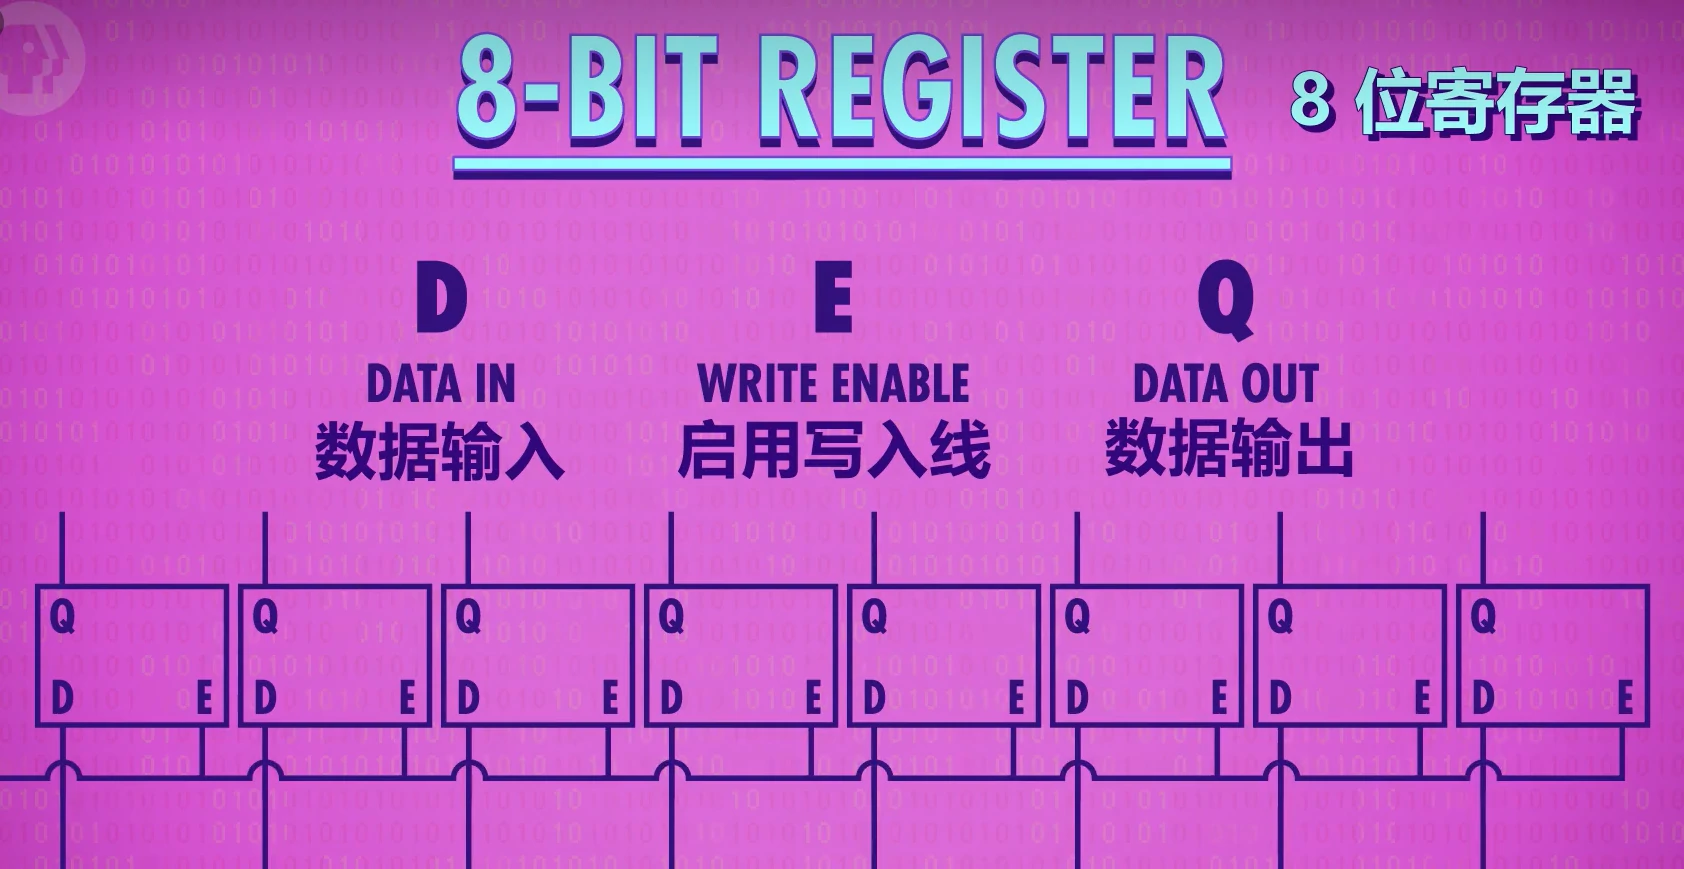 8-BIT REGISTER 8 位寄存器
D E Q
DATA IN WRITE ENABLE DATA OUT
数据输入 启用写入线 数据输出
Q Q Q Q Q Q Q Q
D E D E D E D E D E D E D E D E